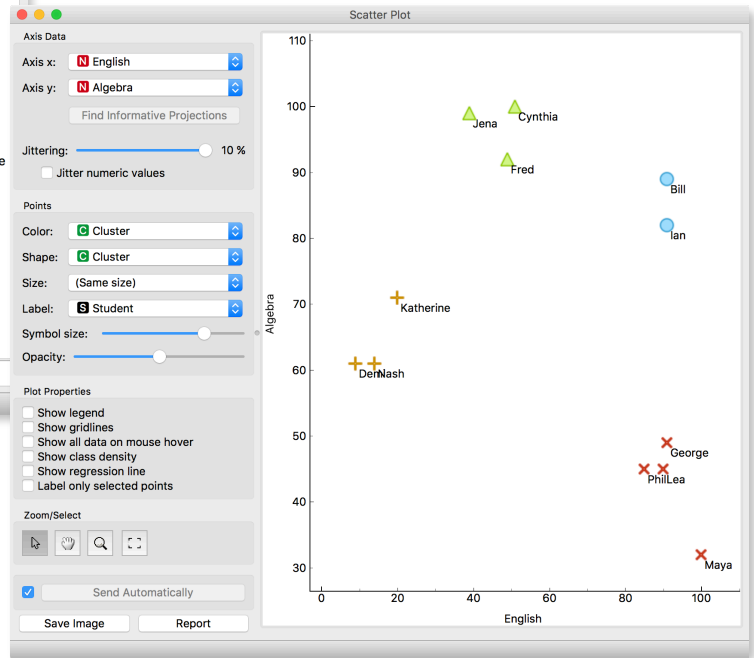 Scatter Plot
Axis Data
Axis x: N English
Axis y: N Algebra
Find Informative Projections
Jittering: 10 %
Jitter numeric values
Points
Color: C Cluster
Shape: C Cluster
Size: (Same size)
Label: S Student
Symbol size:
Opacity:
Plot Properties
Show legend
Show gridlines
Show all data on mouse hover
Show class density
Show regression line
Label only selected points
Zoom/Select
Send Automatically
Save Image Report
e
110
100
90
80
70
60
50
40
30
Algebra
Jena
Cynthia
Fred
Bill
Ian
Katherine
Nash
George
Phil
Lea
Maya
0 20 40 60 80 100
English